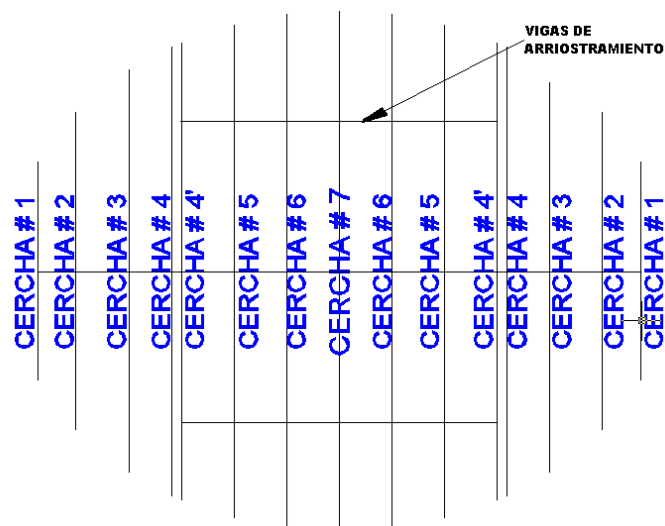 VIGAS DE
ARRIOSTRAMIENTO
CERCHA # 1
CERCHA # 2
CERCHA # 3
CERCHA # 4
CERCHA # 4'
CERCHA # 5
CERCHA # 6
CERCHA # 7
CERCHA # 6
CERCHA # 5
CERCHA # 4'
CERCHA # 4
CERCHA # 3
CERCHA # 2
CERCHA # 1